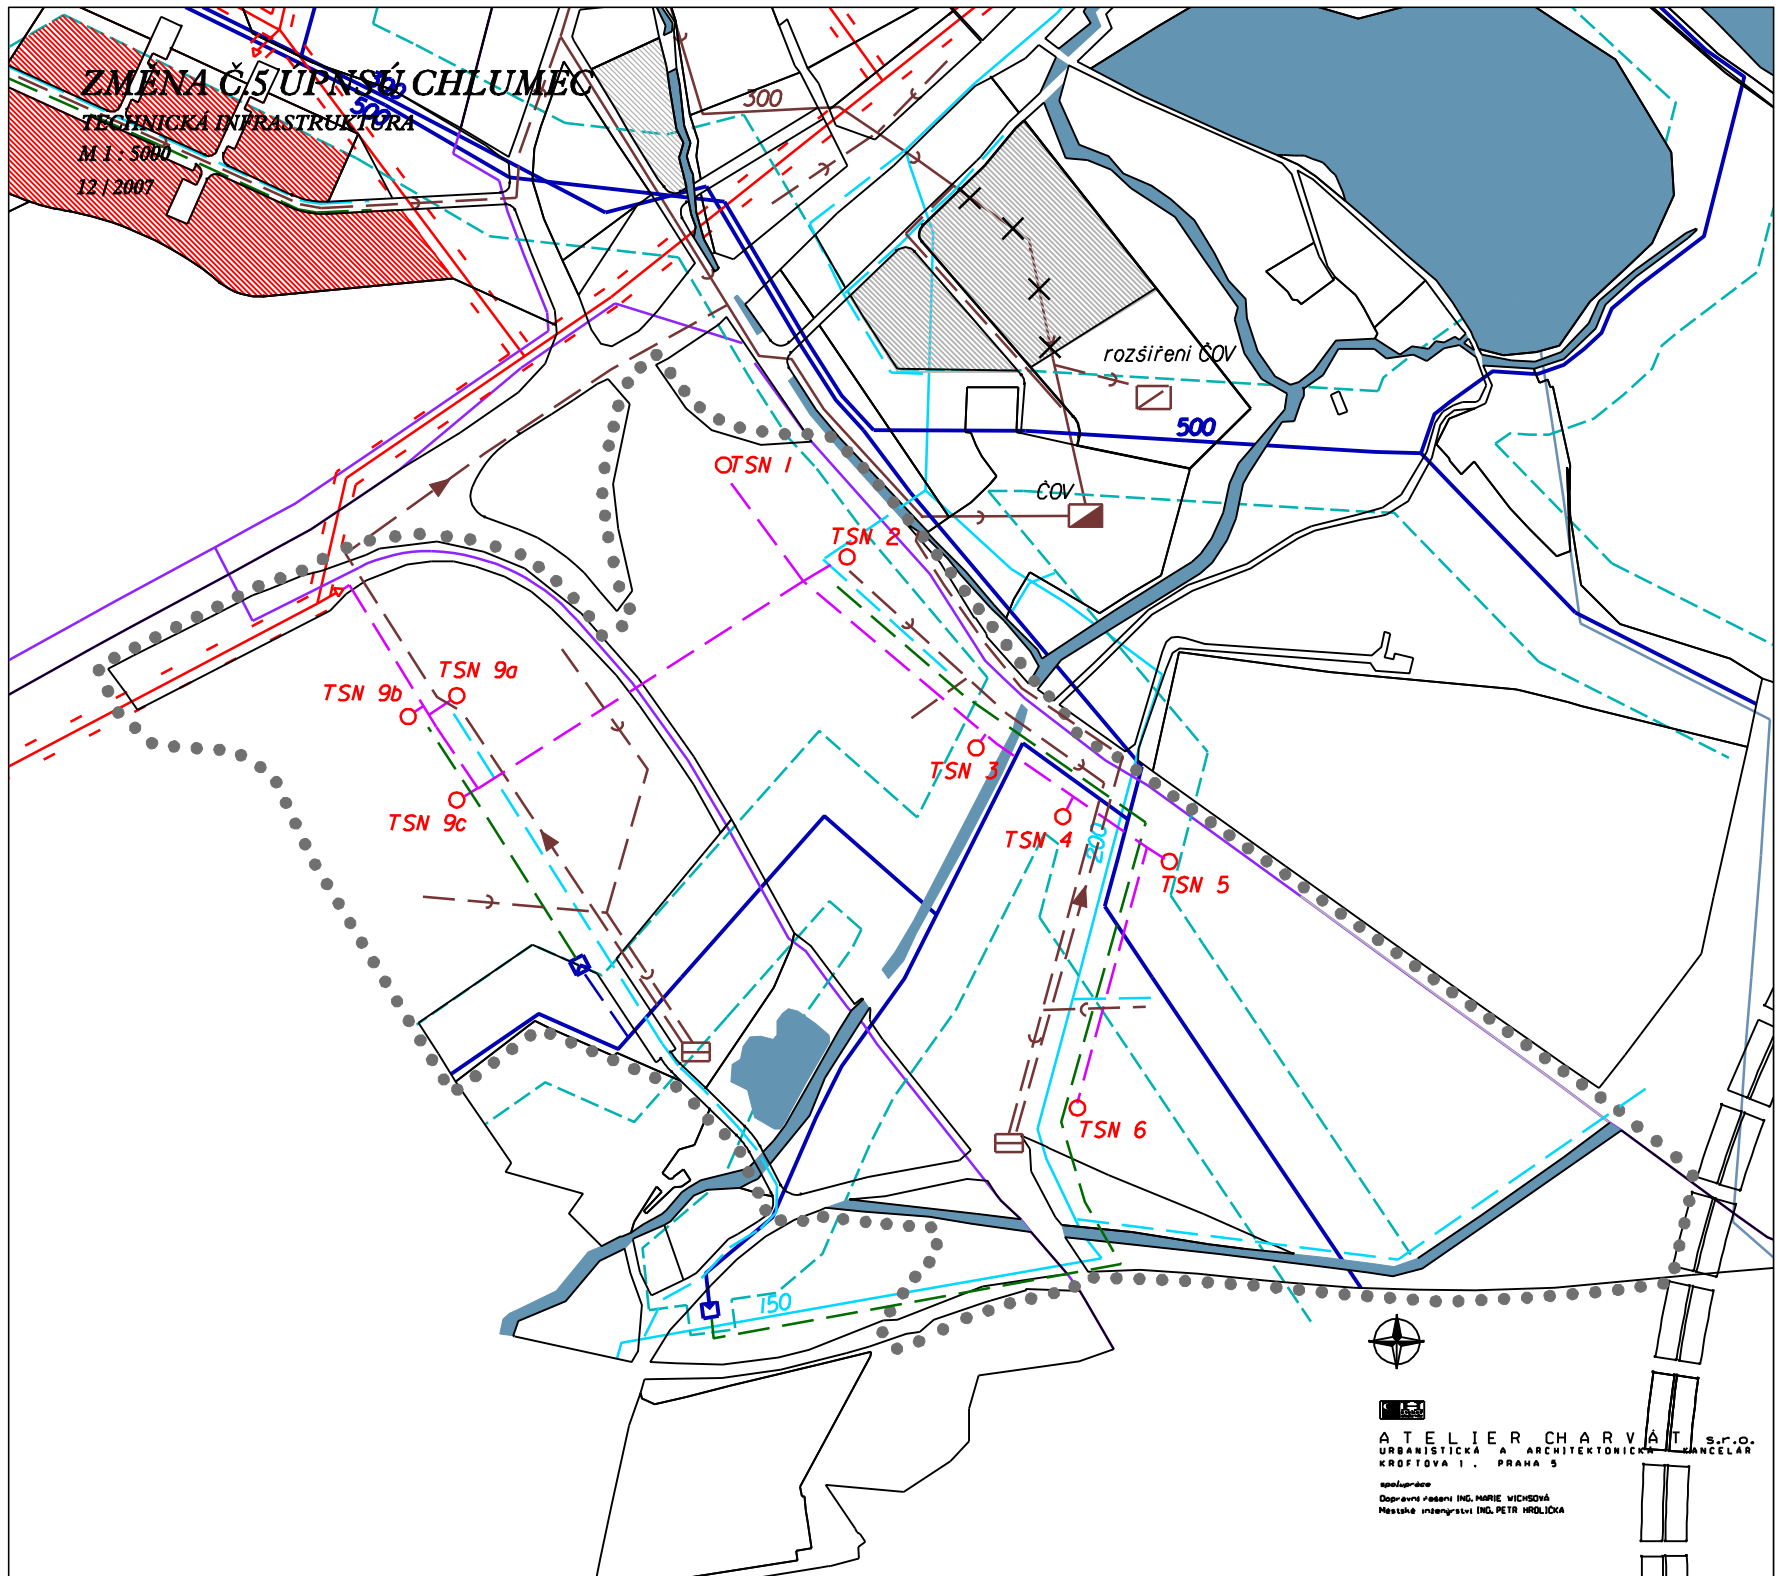 ZMĚNA Č.5 UPNSÚ CHLUMEC
TECHNICKÁ INFRASTRUKTURA
M 1 : 5000
12 / 2007
500
300
rozšíření ČOV
500
ČOV
TSN 1
TSN 2
TSN 9a
TSN 9b
TSN 3
TSN 9c
TSN 4
200
TSN 5
TSN 6
150
ATELIER CHARVÁT s.r.o.
URBANISTICKÁ A ARCHITEKTONICKÁ KANCELÁŘ
KROFTOVA 1 , PRAHA 5
spolupráce
Dopravní řešení ING. MARIE WICHSOVÁ
Městské inženýrství ING. PETR HRDLIČKA